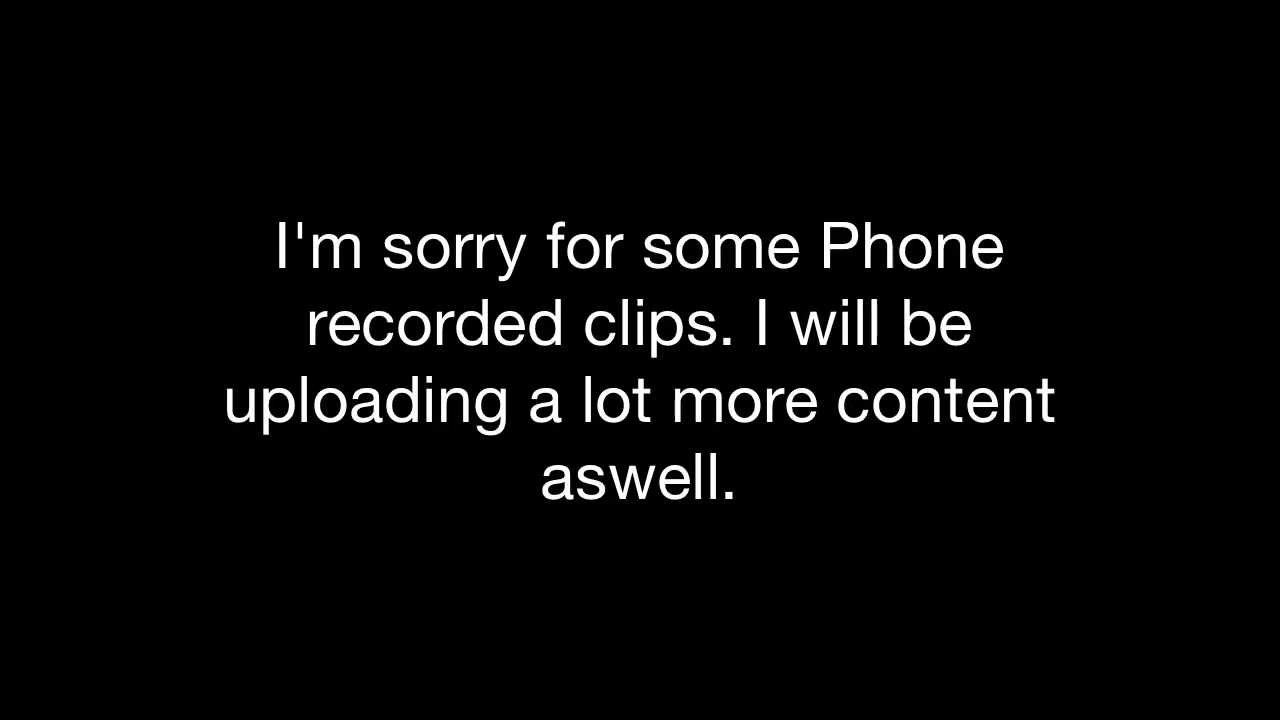 I'm sorry for some Phone
recorded clips. I will be
uploading a lot more content
aswell.